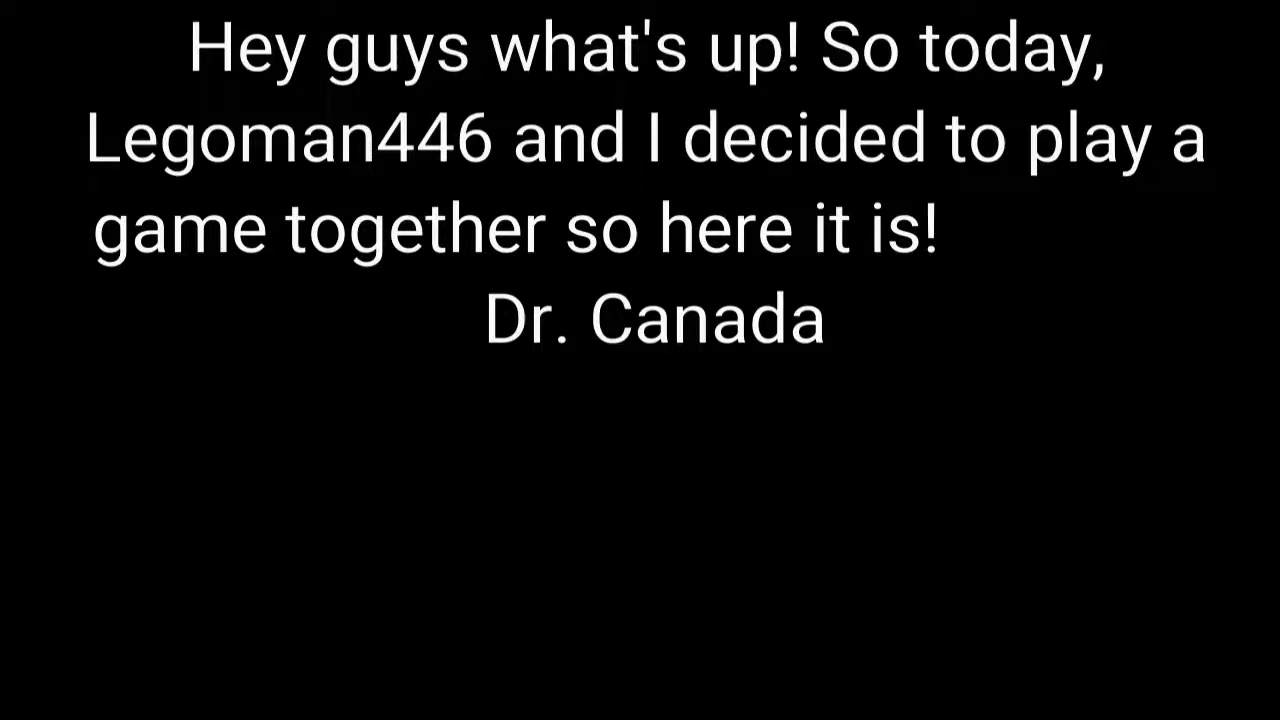 Hey guys what's up! So today,
Legoman446 and I decided to play a
game together so here it is!
Dr. Canada